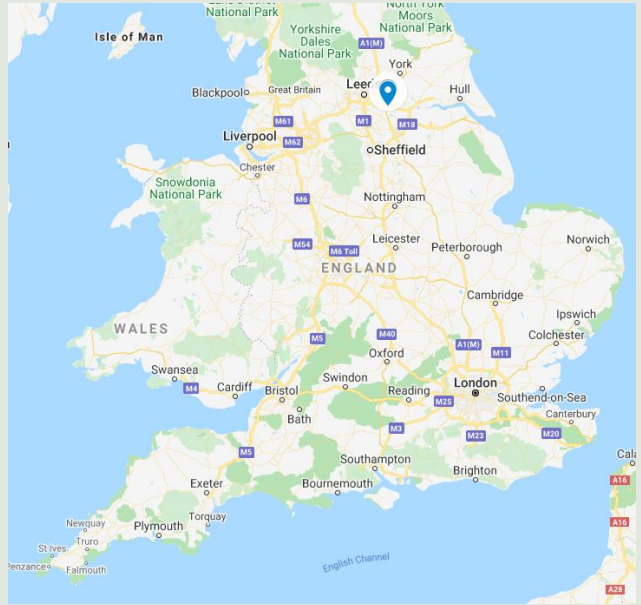 National Park
North York
Moors
National Park
Yorkshire
Dales
National Park
Isle of Man
A1(M)
York
Blackpool
Great Britain
Hull
M61
M1
M18
Liverpool
M62
Sheffield
Chester
Snowdonia
National Park
M6
Nottingham
M54
M6 Toll
Leicester
Peterborough
Norwich
ENGLAND
Cambridge
WALES
M5
M40
Ipswich
Colchester
A1(M)
M11
Oxford
Swansea
M4
Cardiff
Bristol
Swindon
Reading
London
M25
Southend-on-Sea
Bath
Canterbury
M3
M23
M20
M5
Southampton
Brighton
A16
Exeter
Bournemouth
Newquay
Plymouth
Torquay
A16
Truro
St Ives
Penzance
Falmouth
English Channel
A28